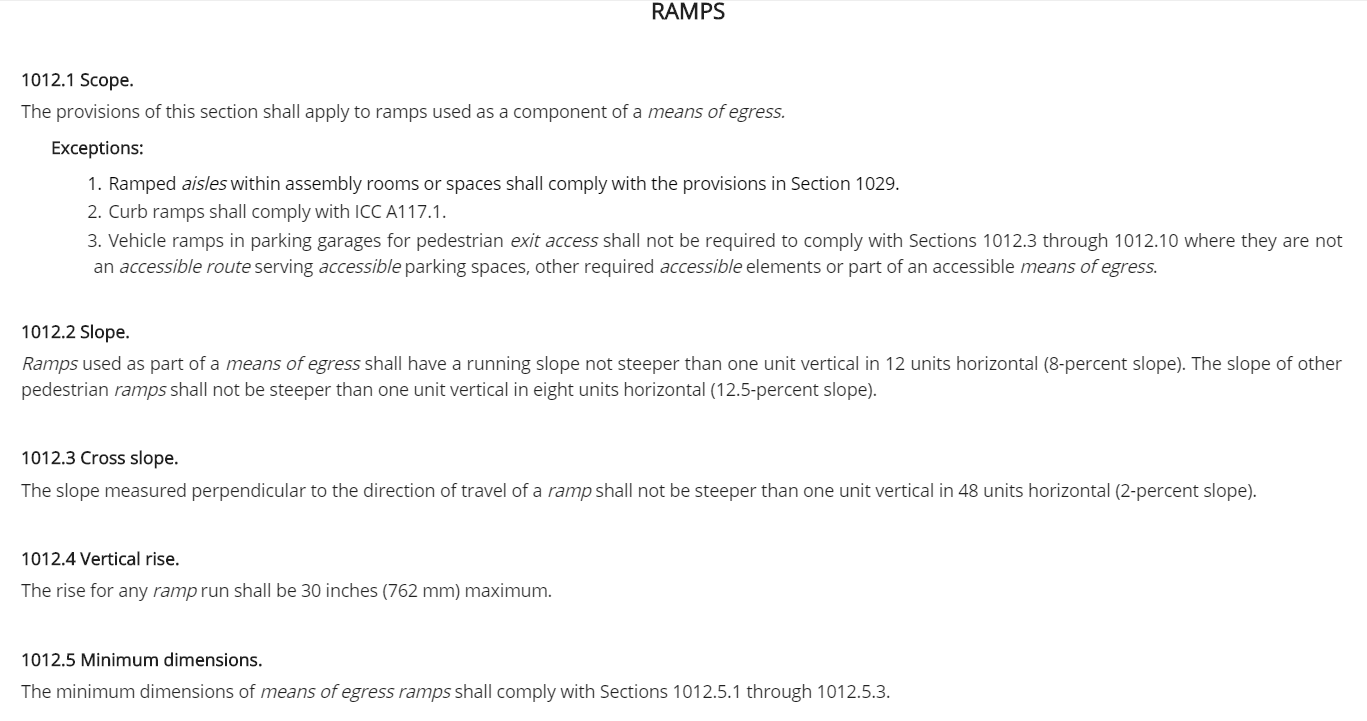 RAMPS
1012.1 Scope.
The provisions of this section shall apply to ramps used as a component of a means of egress.
Exceptions:
1. Ramped aisles within assembly rooms or spaces shall comply with the provisions in Section 1029.
2. Curb ramps shall comply with ICC A117.1.
3. Vehicle ramps in parking garages for pedestrian exit access shall not be required to comply with Sections 1012.3 through 1012.10 where they are not
an accessible route serving accessible parking spaces, other required accessible elements or part of an accessible means of egress.
1012.2 Slope.
Ramps used as part of a means of egress shall have a running slope not steeper than one unit vertical in 12 units horizontal (8-percent slope). The slope of other
pedestrian ramps shall not be steeper than one unit vertical in eight units horizontal (12.5-percent slope).
1012.3 Cross slope.
The slope measured perpendicular to the direction of travel of a ramp shall not be steeper than one unit vertical in 48 units horizontal (2-percent slope).
1012.4 Vertical rise.
The rise for any ramp run shall be 30 inches (762 mm) maximum.
1012.5 Minimum dimensions.
The minimum dimensions of means of egress ramps shall comply with Sections 1012.5.1 through 1012.5.3.